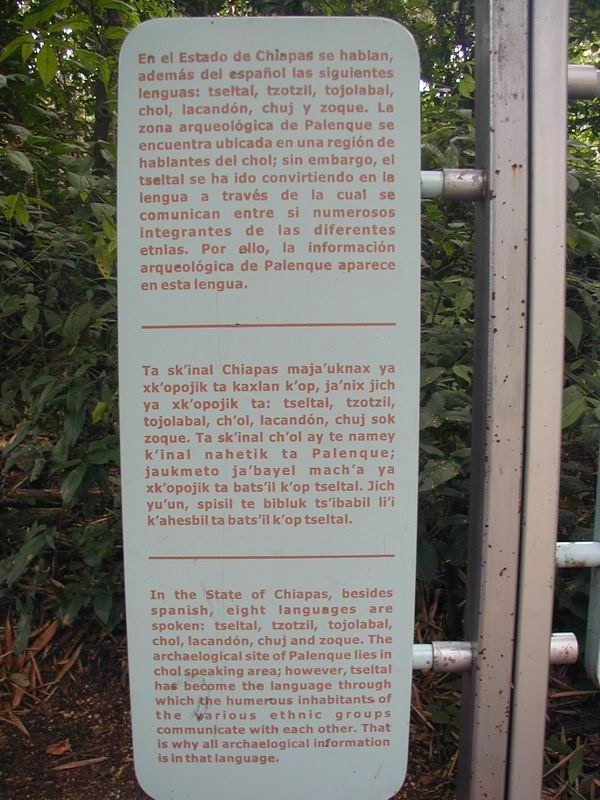 En el Estado de Chiapas se hablan,
además del español las siguientes
lenguas: tseltal, tzotzil, tojolabal,
chol, lacandón, chuj y zoque. La
zona arqueológica de Palenque se
encuentra ubicada en una región de
hablantes del chol; sin embargo, el
tseltal se ha ido convirtiendo en la
lengua a través de la cual se
comunican entre si numerosos
integrantes de las diferentes
etnias. Por ello, la información
arqueológica de Palenque aparece
en esta lengua.
Ta sk'inal Chiapas maja'uknax ya
xk'opojik ta kaxlan k'op, ja'nix jich
ya xk'opojik ta: tseltal, tzotzil,
tojolabal, ch'ol, lacandón, chuj sok
zoque. Ta sk'inal ch'ol ay te namey
k'inal nahetik ta Palenque;
jaukmeto ja'bayel mach'a ya
xk'opojik ta bats'il k'op tseltal. Jich
yu'un, spisil te bibluk ts'ibabil li'i
k'ahesbil ta bats'il k'op tseltal.
In the State of Chiapas, besides
spanish, eight languages are
spoken: tseltal, tzotzil, tojolabal,
chol, lacandón, chuj and zoque. The
archaelogical site of Palenque lies in
chol speaking area; however, tseltal
has become the language through
which the humerous inhabitants of
the various ethnic groups
communicate with each other. That
is why all archaelogical information
is in that language.